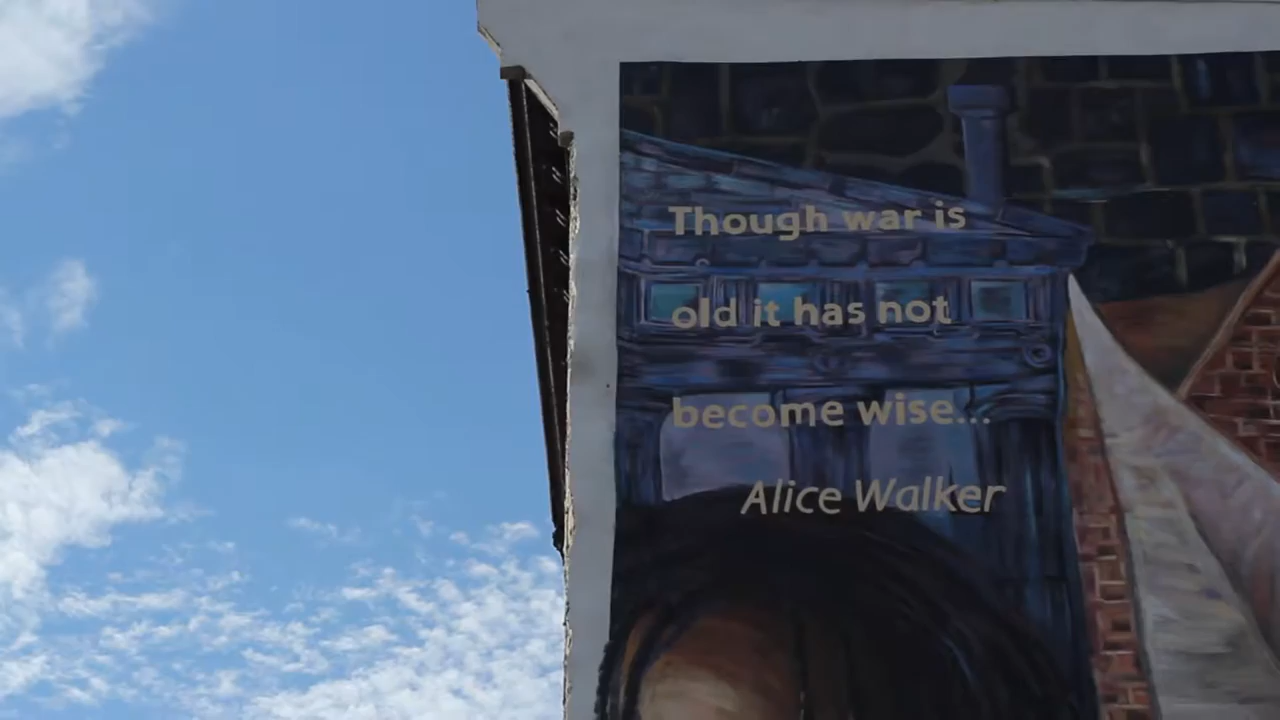 Though war is
old it has not
become wise...
Alice Walker